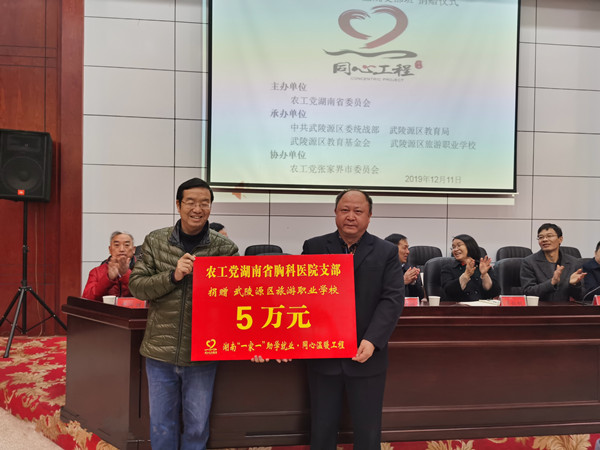 捐赠仪式
同心工程
CONCENTRIC PROJECT
主办单位
农工党湖南省委员会
承办单位
中共武陵源区委统战部 武陵源区教育局
武陵源区教育基金会 武陵源区旅游职业学校
协办单位
农工党张家界市委员会
2019年12月11日
农工党湖南省胸科医院支部
捐赠 武陵源区旅游职业学校
5万元
湖南“一家一”助学就业·同心温暖工程